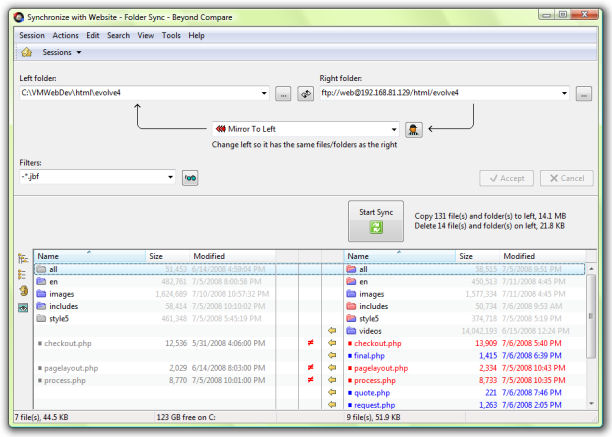 Synchronize with Website - Folder Sync - Beyond Compare
Session Actions Edit Search View Tools Help
Sessions
Left folder: Right folder:
C:\VMWebDev\html\evolve4 ... ftp://web@192.168.81.129/html/evolve4 ...
Mirror To Left
Change left so it has the same files/folders as the right
Filters:
-*.jbf Accept Cancel
Start Sync
Copy 131 file(s) and folder(s) to left, 14.1 MB
Delete 14 file(s) and folder(s) on left, 21.8 KB
Name Size Modified Name Size Modified
all 51,453 6/14/2008 4:59:04 PM all 58,515 7/5/2008 9:51 PM
en 482,761 7/5/2008 8:00:58 PM en 450,513 7/11/2008 4:45 PM
images 1,624,689 7/10/2008 10:57:32 PM images 1,577,334 7/11/2008 4:45 PM
includes 58,414 7/5/2008 10:10:02 PM includes 50,734 7/6/2008 9:53 AM
style5 461,348 7/5/2008 5:45:19 PM style5 374,718 7/5/2008 5:19 PM
videos 14,042,193 6/15/2008 12:24 PM
checkout.php 12,536 5/31/2008 4:06:00 PM checkout.php 13,909 7/6/2008 5:40 PM
final.php 1,415 7/6/2008 6:39 PM
pagelayout.php 2,029 6/14/2008 8:03:00 PM pagelayout.php 2,334 7/5/2008 10:43 PM
process.php 8,770 7/5/2008 10:01:00 PM process.php 8,733 7/5/2008 10:35 PM
quote.php 221 7/6/2008 7:46 PM
request.php 1,263 7/6/2008 2:05 PM
7 file(s), 44.5 KB 123 GB free on C: 9 file(s), 51.9 KB